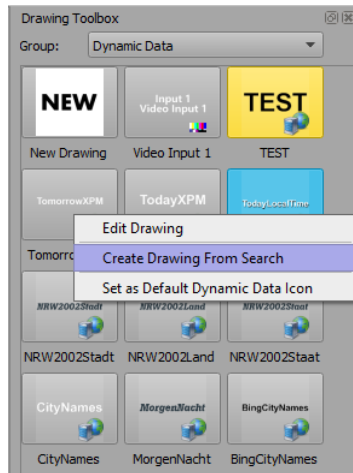 Drawing Toolbox
Group: Dynamic Data
NEW
Input 1
Video Input 1
TEST
New Drawing Video Input 1 TEST
TomorrowXPM TodayXPM TodayLocalTime
Edit Drawing
Tomorro
Create Drawing From Search
Set as Default Dynamic Data Icon
NRW2002Stadt NRW2002Land NRW2002Staat
NRW2002Stadt NRW2002Land NRW2002Staat
CityNames MorgenNacht BingCityNames
CityNames MorgenNacht BingCityNames